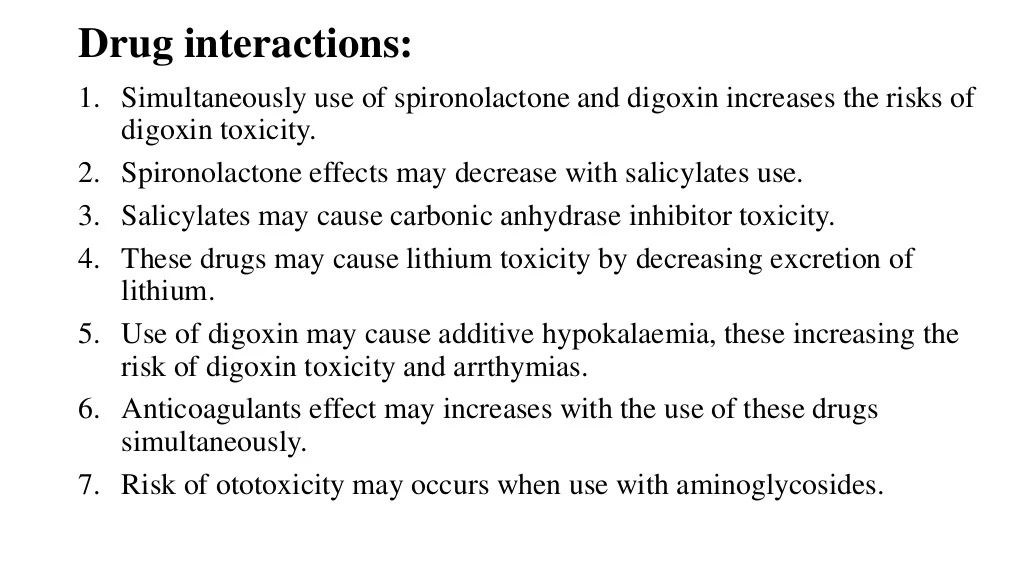 Drug interactions:
1. Simultaneously use of spironolactone and digoxin increases the risks of
digoxin toxicity.
2. Spironolactone effects may decrease with salicylates use.
3. Salicylates may cause carbonic anhydrase inhibitor toxicity.
4. These drugs may cause lithium toxicity by decreasing excretion of
lithium.
5. Use of digoxin may cause additive hypokalaemia, these increasing the
risk of digoxin toxicity and arrthymias.
6. Anticoagulants effect may increases with the use of these drugs
simultaneously.
7. Risk of ototoxicity may occurs when use with aminoglycosides.